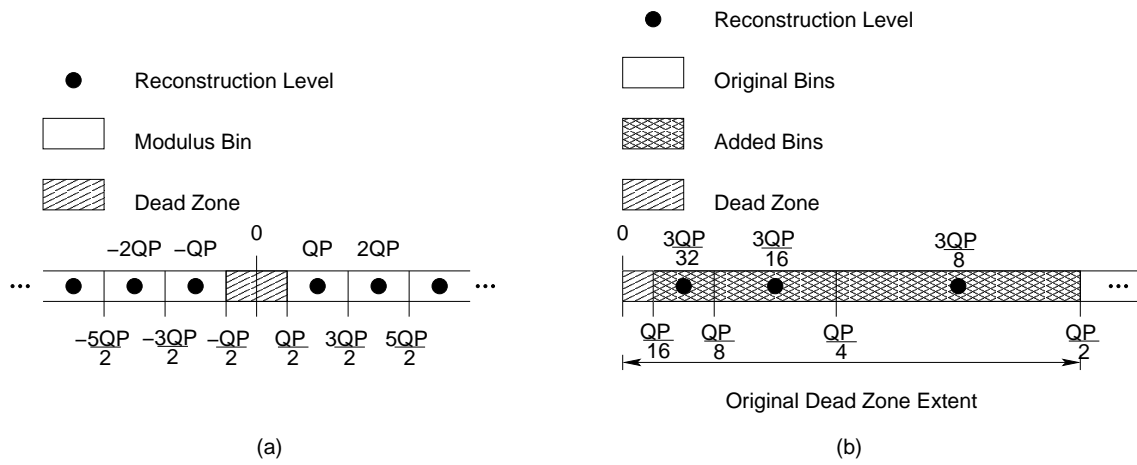 Reconstruction Level
Modulus Bin
Dead Zone
0
−2QP −QP QP 2QP
... ...
−5QP/2 −3QP/2 −QP/2 QP/2 3QP/2 5QP/2
(a)
Reconstruction Level
Original Bins
Added Bins
Dead Zone
0 3QP/32 3QP/16 3QP/8
...
QP/16 QP/8 QP/4 QP/2
Original Dead Zone Extent
(b)